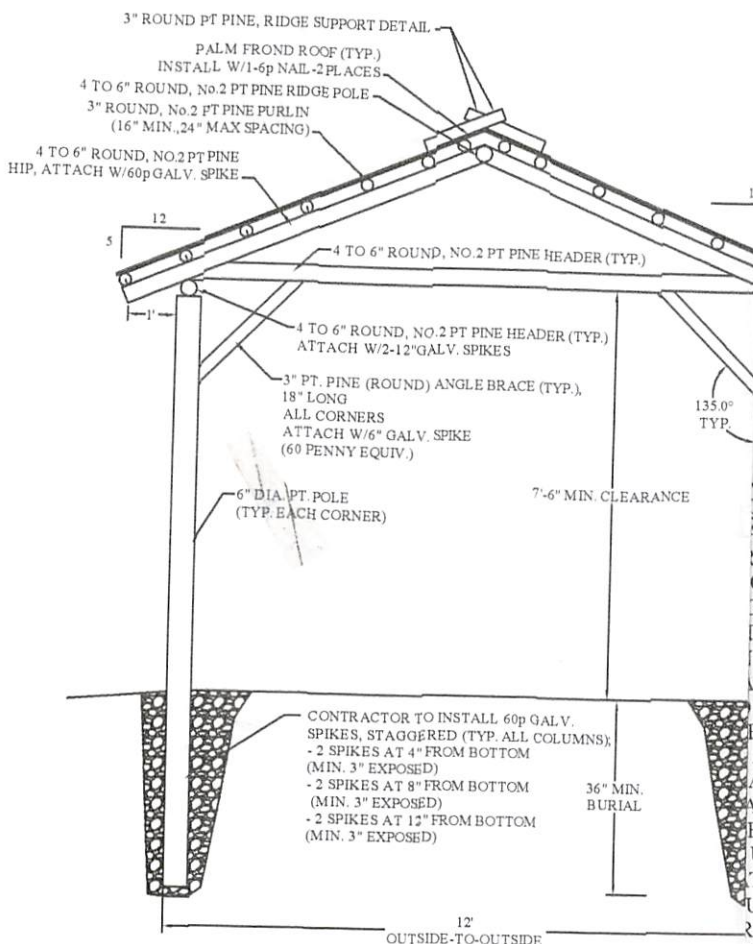 3" ROUND PT PINE, RIDGE SUPPORT DETAIL
PALM FROND ROOF (TYP.)
INSTALL W/1-6p NAIL-2 PLACES
4 TO 6" ROUND, No.2 PT PINE RIDGE POLE
3" ROUND, No.2 PT PINE PURLIN
(16" MIN.,24" MAX SPACING)
4 TO 6" ROUND, NO.2 PT PINE
HIP, ATTACH W/60p GALV. SPIKE
12
5
1
4 TO 6" ROUND, NO.2 PT PINE HEADER (TYP.)
1'
4 TO 6" ROUND, NO.2 PT PINE HEADER (TYP.)
ATTACH W/2-12"GALV. SPIKES
3" PT. PINE (ROUND) ANGLE BRACE (TYP.),
18" LONG
ALL CORNERS
ATTACH W/6" GALV. SPIKE
(60 PENNY EQUIV.)
135.0°
TYP.
6" DIA. PT. POLE
(TYP. EACH CORNER)
7'-6" MIN. CLEARANCE
CONTRACTOR TO INSTALL 60p GALV.
SPIKES, STAGGERED (TYP. ALL COLUMNS);
- 2 SPIKES AT 4" FROM BOTTOM
(MIN. 3" EXPOSED)
- 2 SPIKES AT 8" FROM BOTTOM
(MIN. 3" EXPOSED)
- 2 SPIKES AT 12" FROM BOTTOM
(MIN. 3" EXPOSED)
36" MIN.
BURIAL
12'
OUTSIDE-TO-OUTSIDE